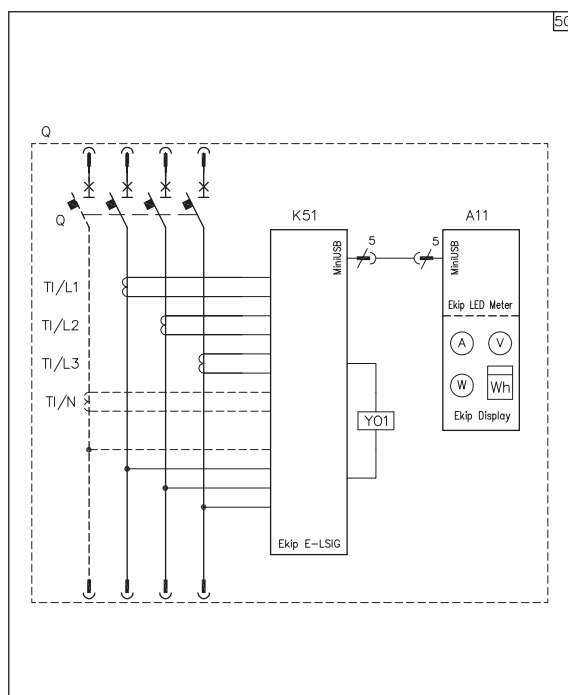 50
Q
Q
K51
A11
MiniUSB
5
5
MiniUSB
TI/L1
Ekip LED Meter
TI/L2
A
V
TI/L3
W
Wh
TI/N
YO1
Ekip Display
Ekip E-LSIG